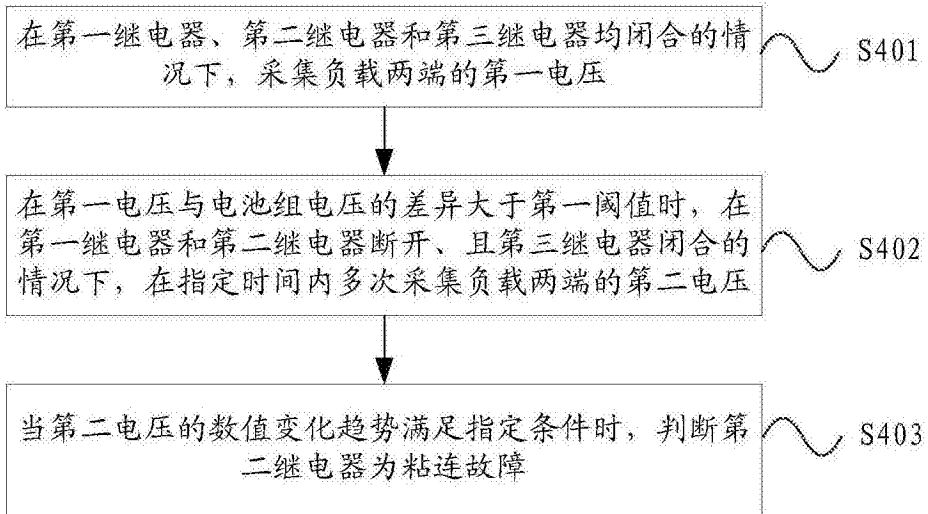 在第一继电器、第二继电器和第三继电器均闭合的情
况下，采集负载两端的第一电压
S401
在第一电压与电池组电压的差异大于第一阈值时，在
第一继电器和第二继电器断开、且第三继电器闭合的
情况下，在指定时间内多次采集负载两端的第二电压
S402
当第二电压的数值变化趋势满足指定条件时，判断第
二继电器为粘连故障
S403